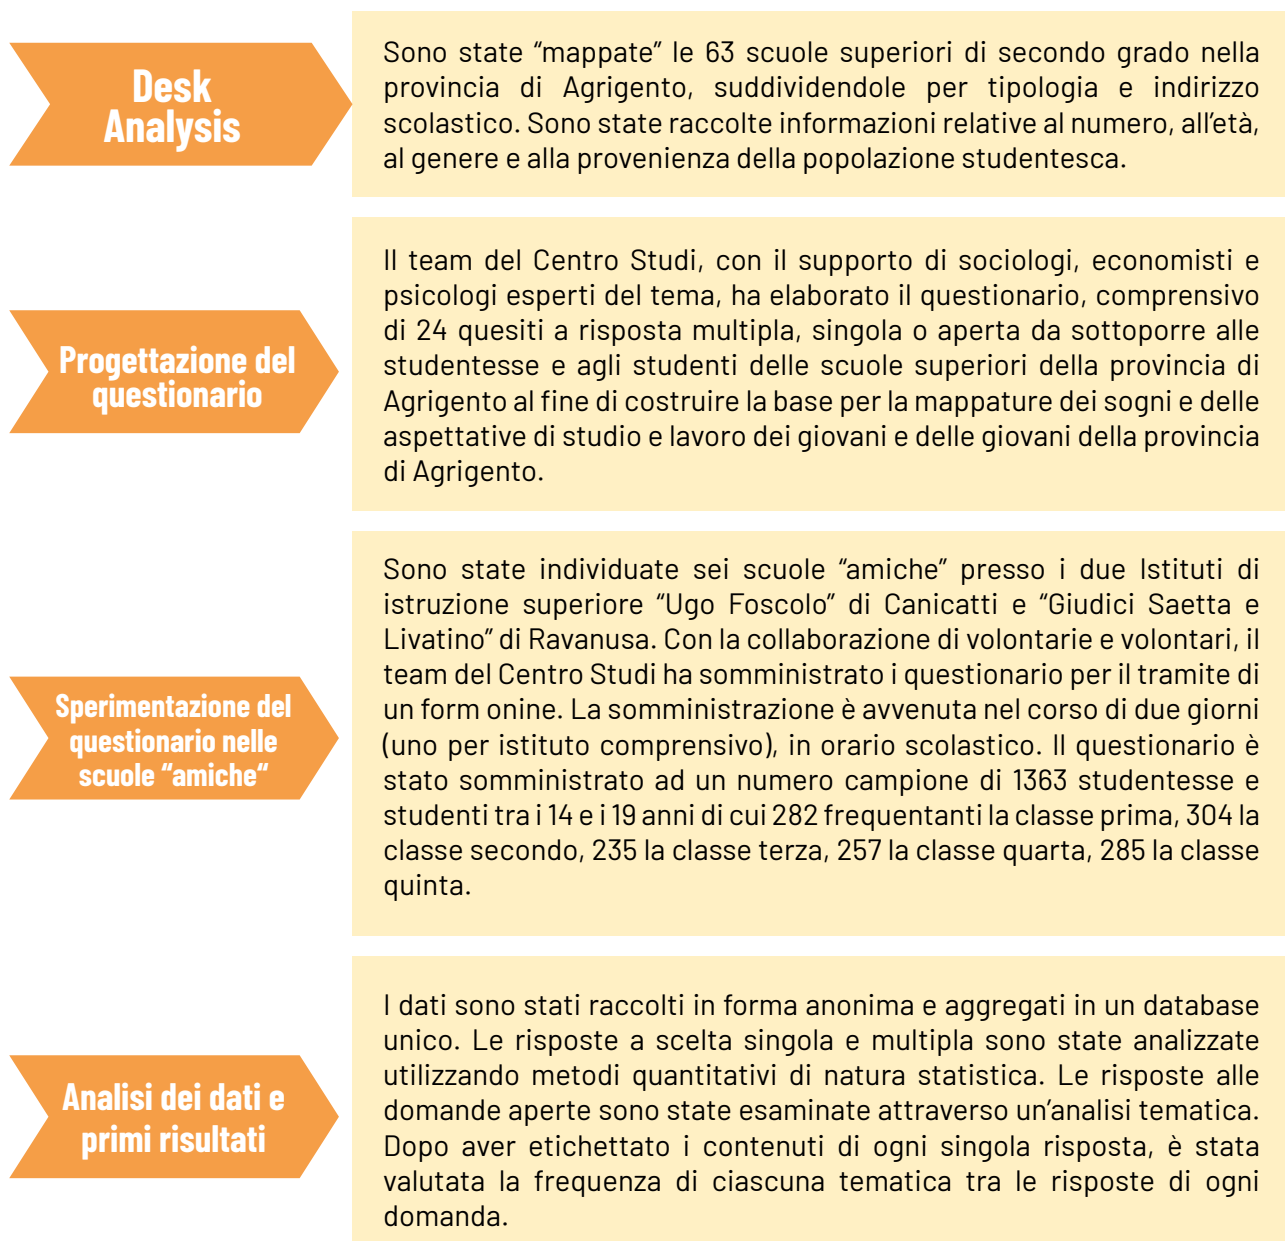 Desk
Analysis
Sono state “mappate” le 63 scuole superiori di secondo grado nella
provincia di Agrigento, suddividendole per tipologia e indirizzo
scolastico. Sono state raccolte informazioni relative al numero, all’età,
al genere e alla provenienza della popolazione studentesca.
Progettazione del
questionario
Il team del Centro Studi, con il supporto di sociologi, economisti e
psicologi esperti del tema, ha elaborato il questionario, comprensivo
di 24 quesiti a risposta multipla, singola o aperta da sottoporre alle
studentesse e agli studenti delle scuole superiori della provincia di
Agrigento al fine di costruire la base per la mappature dei sogni e delle
aspettative di studio e lavoro dei giovani e delle giovani della provincia
di Agrigento.
Sperimentazione del
questionario nelle
scuole “amiche“
Sono state individuate sei scuole “amiche” presso i due Istituti di
istruzione superiore “Ugo Foscolo” di Canicatti e “Giudici Saetta e
Livatino” di Ravanusa. Con la collaborazione di volontarie e volontari, il
team del Centro Studi ha somministrato i questionario per il tramite di
un form onine. La somministrazione è avvenuta nel corso di due giorni
(uno per istituto comprensivo), in orario scolastico. Il questionario è
stato somministrato ad un numero campione di 1363 studentesse e
studenti tra i 14 e i 19 anni di cui 282 frequentanti la classe prima, 304 la
classe secondo, 235 la classe terza, 257 la classe quarta, 285 la classe
quinta.
Analisi dei dati e
primi risultati
I dati sono stati raccolti in forma anonima e aggregati in un database
unico. Le risposte a scelta singola e multipla sono state analizzate
utilizzando metodi quantitativi di natura statistica. Le risposte alle
domande aperte sono state esaminate attraverso un’analisi tematica.
Dopo aver etichettato i contenuti di ogni singola risposta, è stata
valutata la frequenza di ciascuna tematica tra le risposte di ogni
domanda.